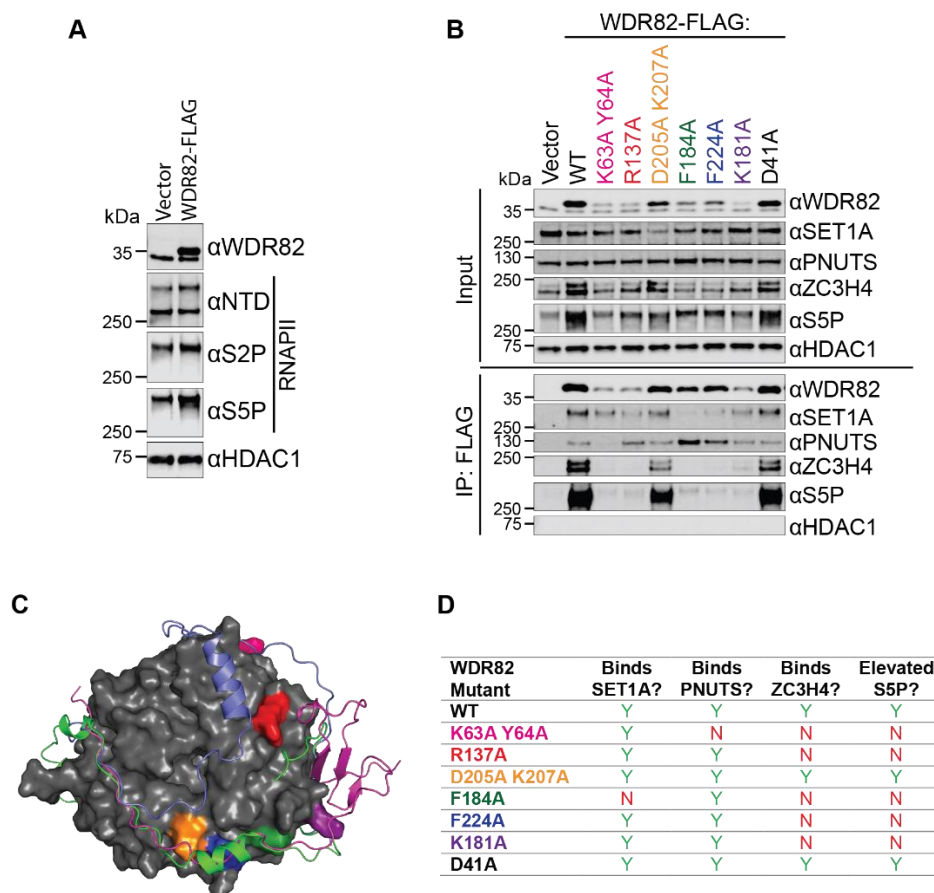 A
Vector
WDR82-FLAG
kDa
35
αWDR82
αNTD
250
αS2P
250
αS5P
250
RNAPII
75
αHDAC1
B
WDR82-FLAG:
Vector
WT
K63A Y64A
R137A
D205A K207A
F184A
F224A
K181A
D41A
kDa
Input
35
αWDR82
αSET1A
250
130
αPNUTS
250
αZC3H4
αS5P
250
75
αHDAC1
IP: FLAG
αWDR82
35
αSET1A
250
130
αPNUTS
250
αZC3H4
αS5P
250
75
αHDAC1
C
D
WDR82 Binds Binds Binds Elevated
Mutant SET1A? PNUTS? ZC3H4? S5P?
WT Y Y Y Y
K63A Y64A Y N N N
R137A Y Y N N
D205A K207A Y Y Y Y
F184A N Y N N
F224A Y Y N N
K181A Y Y N N
D41A Y Y Y Y